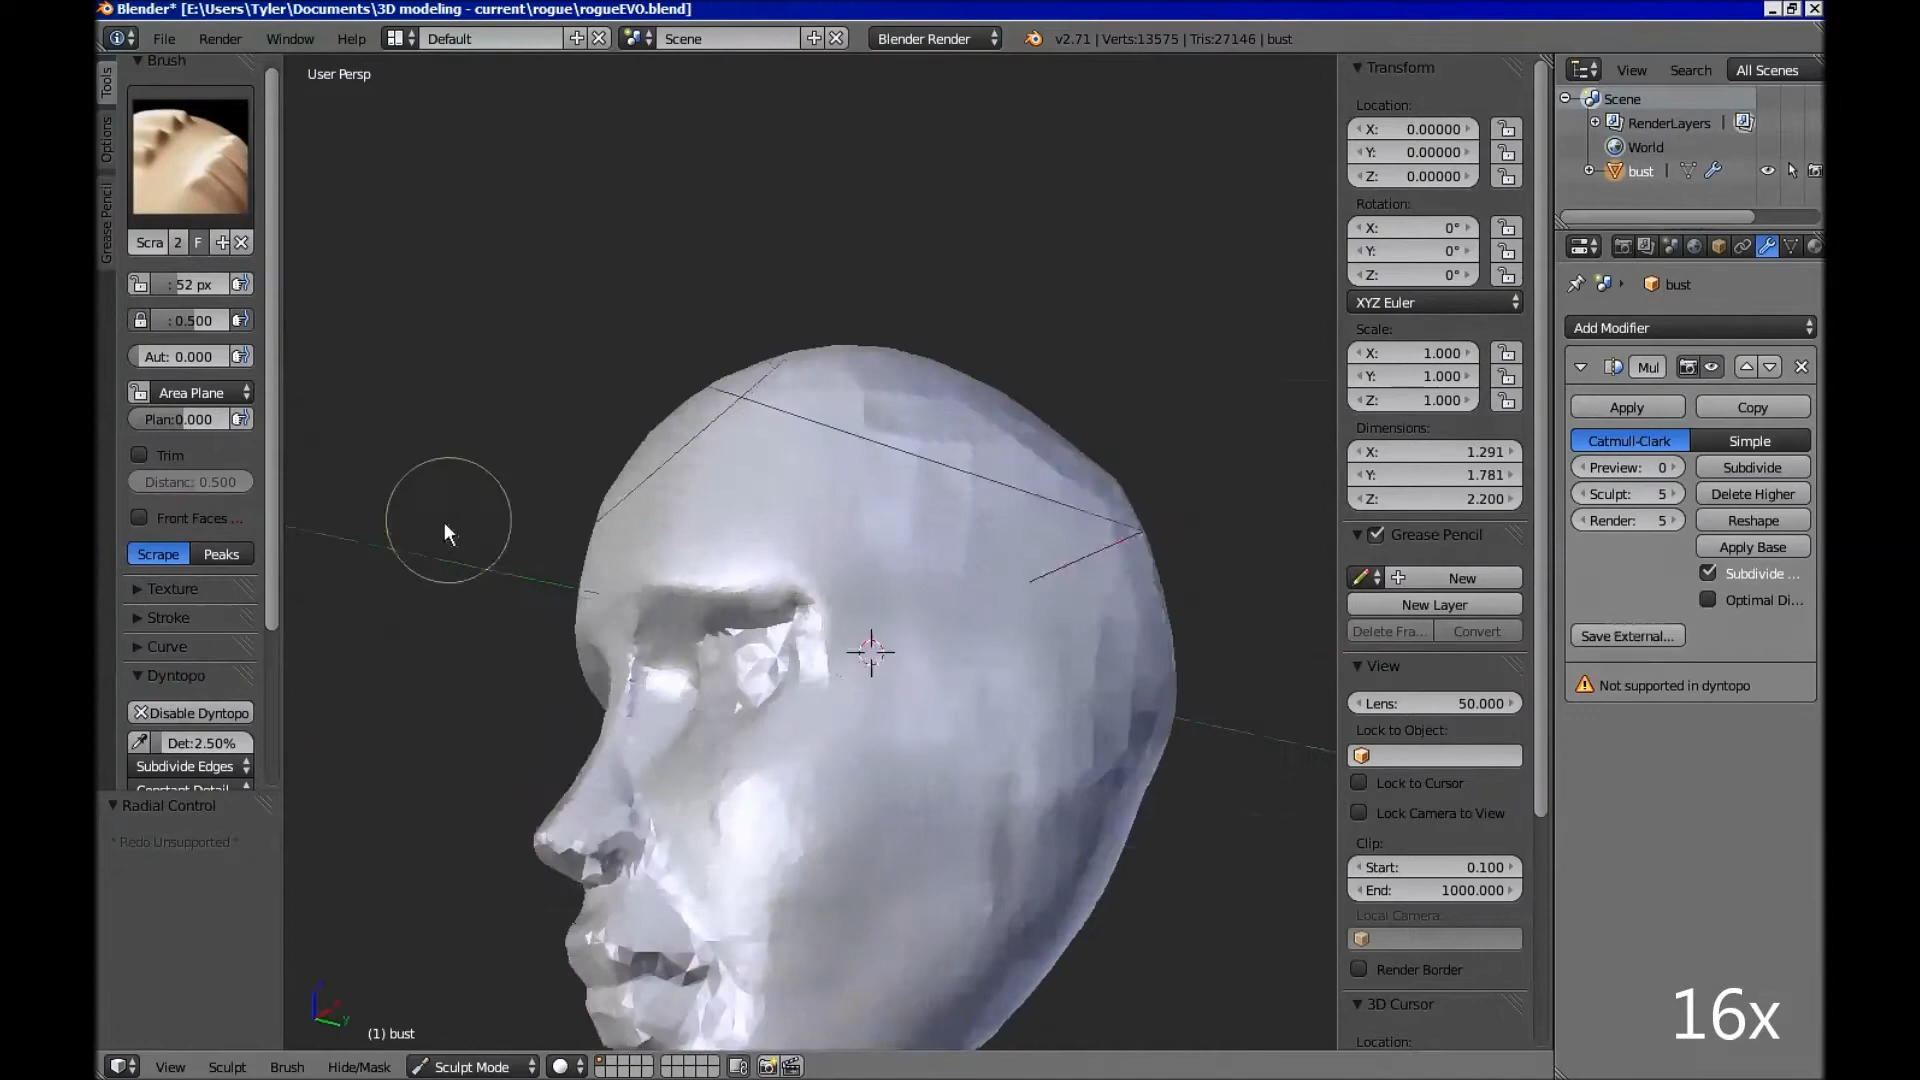 Blender* [E:\Users\Tyler\Documents\3D modeling - current\rogue\rogueEVO.blend]
File Render Window Help Default Scene Blender Render v2.71 | Verts:13575 | Tris:27146 | bust
Tools
Options
Grease Pencil
Brush
Scra 2 F
: 52 px
: 0.500
Aut: 0.000
Area Plane
Plan:0.000
Trim
Distanc: 0.500
Front Faces ...
Scrape Peaks
Texture
Stroke
Curve
Dyntopo
Disable Dyntopo
Det:2.50%
Subdivide Edges
Constant Detail
Radial Control
* Redo Unsupported *
User Persp
(1) bust
View Sculpt Brush Hide/Mask Sculpt Mode
Transform
Location:
X: 0.00000
Y: 0.00000
Z: 0.00000
Rotation:
X: 0°
Y: 0°
Z: 0°
XYZ Euler
Scale:
X: 1.000
Y: 1.000
Z: 1.000
Dimensions:
X: 1.291
Y: 1.781
Z: 2.200
Grease Pencil
New
New Layer
Delete Fra... Convert
View
Lens: 50.000
Lock to Object:
Lock to Cursor
Lock Camera to View
Clip:
Start: 0.100
End: 1000.000
Local Camera:
Render Border
3D Cursor
Location:
View Search All Scenes
Scene
RenderLayers |
World
bust |
bust
Add Modifier
Mul
Apply Copy
Catmull-Clark Simple
Preview: 0 Subdivide
Sculpt: 5 Delete Higher
Render: 5 Reshape
Apply Base
Subdivide ...
Optimal Di...
Save External...
Not supported in dyntopo
16x